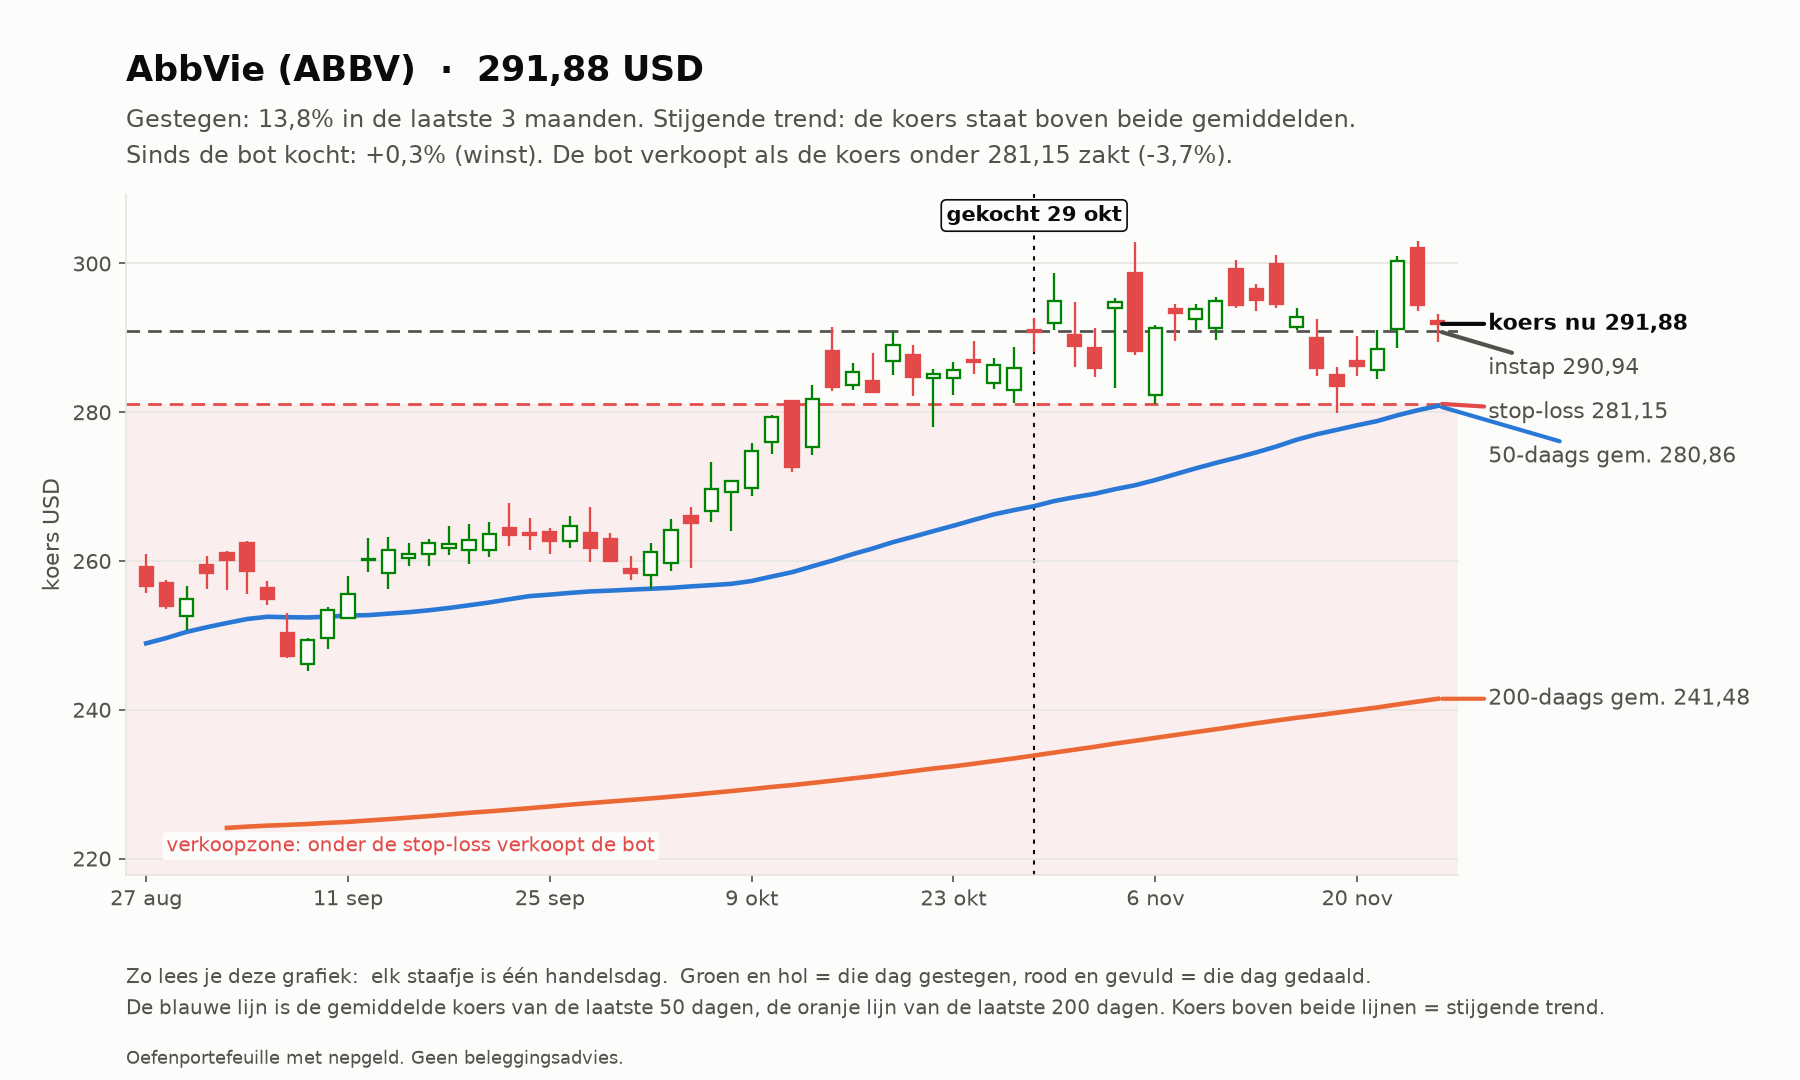 AbbVie (ABBV)  ·  291,88 USD
Gestegen: 13,8% in de laatste 3 maanden. Stijgende trend: de koers staat boven beide gemiddelden.
Sinds de bot kocht: +0,3% (winst). De bot verkoopt als de koers onder 281,15 zakt (-3,7%).
gekocht 29 okt
300
280
260
240
220
koers USD
koers nu 291,88
instap 290,94
stop-loss 281,15
50-daags gem. 280,86
200-daags gem. 241,48
verkoopzone: onder de stop-loss verkoopt de bot
27 aug
11 sep
25 sep
9 okt
23 okt
6 nov
20 nov
Zo lees je deze grafiek:  elk staafje is één handelsdag.  Groen en hol = die dag gestegen, rood en gevuld = die dag gedaald.
De blauwe lijn is de gemiddelde koers van de laatste 50 dagen, de oranje lijn van de laatste 200 dagen. Koers boven beide lijnen = stijgende trend.
Oefenportefeuille met nepgeld. Geen beleggingsadvies.